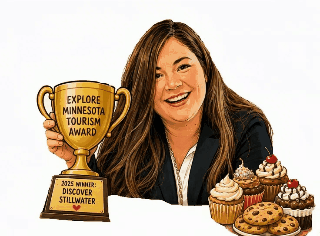 EXPLORE
MINNESOTA
TOURISM
AWARD
2025 WINNER:
DISCOVER
STILLWATER